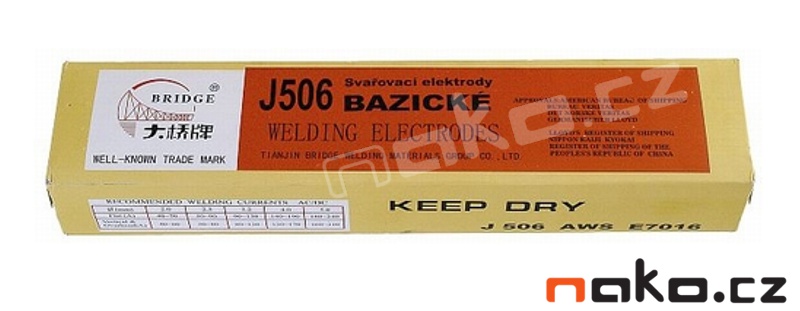 BRIDGE ®
大桥牌
WELL-KNOWN TRADE MARK
J506
Svařovací elektrody
BAZICKÉ
WELDING ELECTRODES
TIANJIN BRIDGE WELDING MATERIALS GROUP CO., LTD.
APPROVALS: AMERICAN BUREAU OF SHIPPING
BUREAU VERITAS
DET NORSKE VERITAS
GERMANISCHER LLOYD
LLOYD'S REGISTER OF SHIPPING
NIPPON KAIJI KYOKAI
REGISTER OF SHIPPING OF THE
PEOPLE'S REPUBLIC OF CHINA
RECOMMENDED WELDING CURRENTS AC/DC
KEEP DRY
J 506 AWS E7016
nako.cz
nako.cz